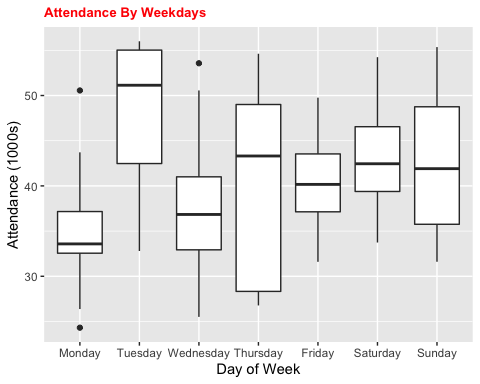 Attendance By Weekdays
Attendance (1000s)
50
40
30
Monday Tuesday Wednesday Thursday Friday Saturday Sunday
Day of Week